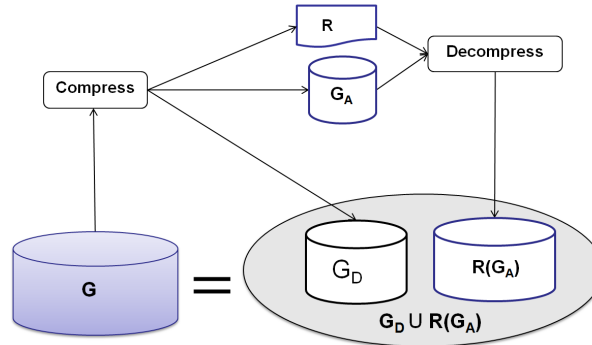 R
Decompress
Compress
G_A
G_D
R(G_A)
G
=
G_D ∪ R(G_A)